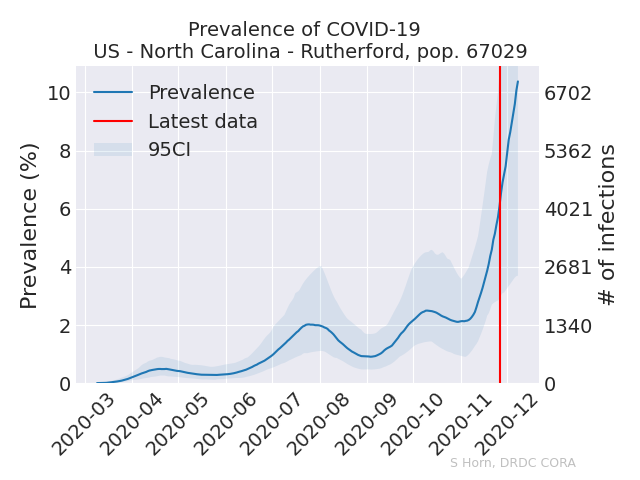 Prevalence of COVID-19
US - North Carolina - Rutherford, pop. 67029
Prevalence
Latest data
95CI
Prevalence (%)
10
8
6
4
2
0
6702
5362
4021
2681
1340
0
# of infections
2020-03
2020-04
2020-05
2020-06
2020-07
2020-08
2020-09
2020-10
2020-11
2020-12
S Horn, DRDC CORA